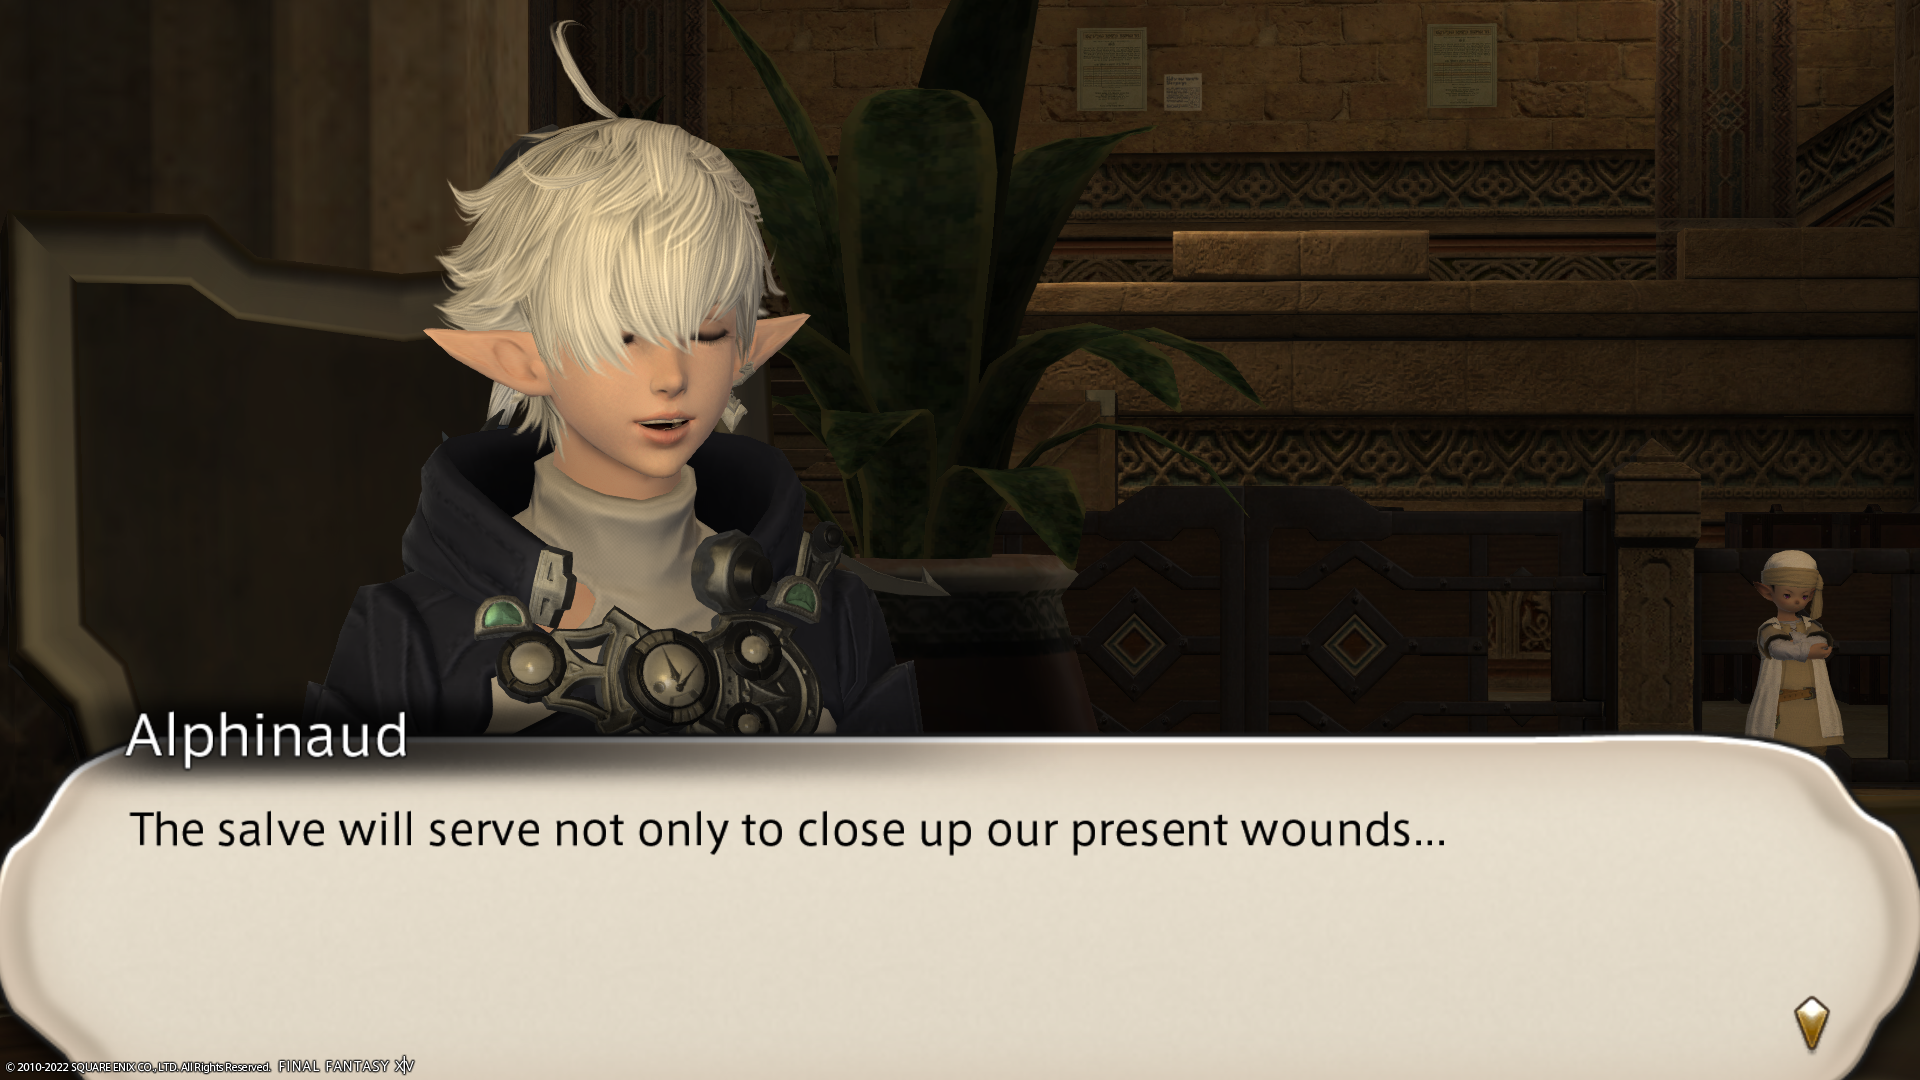 Alphinaud
The salve will serve not only to close up our present wounds...
© 2010-2022 SQUARE ENIX CO., LTD. All Rights Reserved. FINAL FANTASY XIV